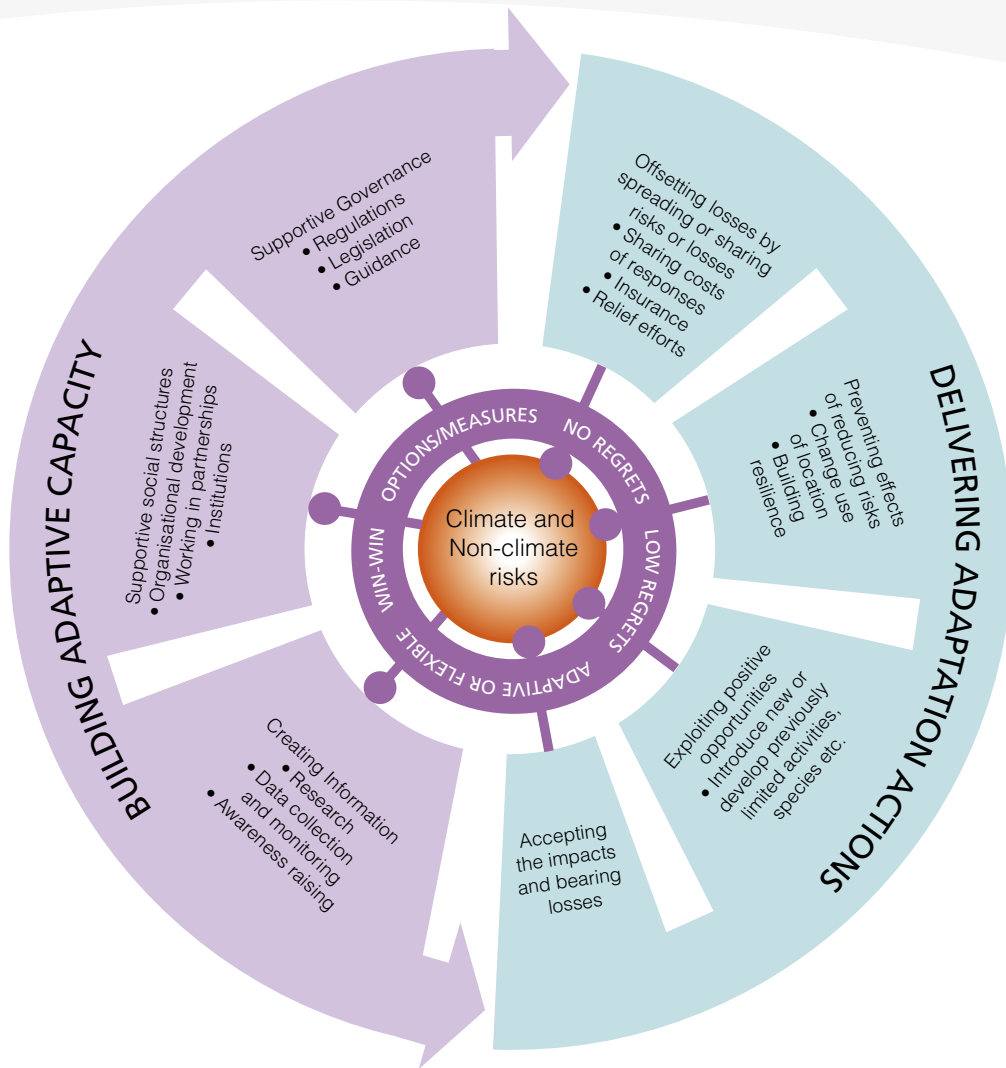 BUILDING ADAPTIVE CAPACITY
Supportive Governance
• Regulations
• Legislation
• Guidance
Supportive social structures
• Organisational development
• Working in partnerships
• Institutions
Creating Information
• Research
• Data collection
and monitoring
• Awareness raising
DELIVERING ADAPTATION ACTIONS
Offsetting losses by
spreading or sharing
risks or losses
• Sharing costs
of responses
• Insurance
• Relief efforts
Preventing effects
of reducing risks
• Change use
of location
• Building
resilience
Exploiting positive
opportunities
• Introduce new or
develop previously
limited activities,
species etc.
Accepting
the impacts
and bearing
losses
OPTIONS/MEASURES
NO REGRETS
LOW REGRETS
ADAPTIVE OR FLEXIBLE
WIN-WIN
Climate and
Non-climate
risks